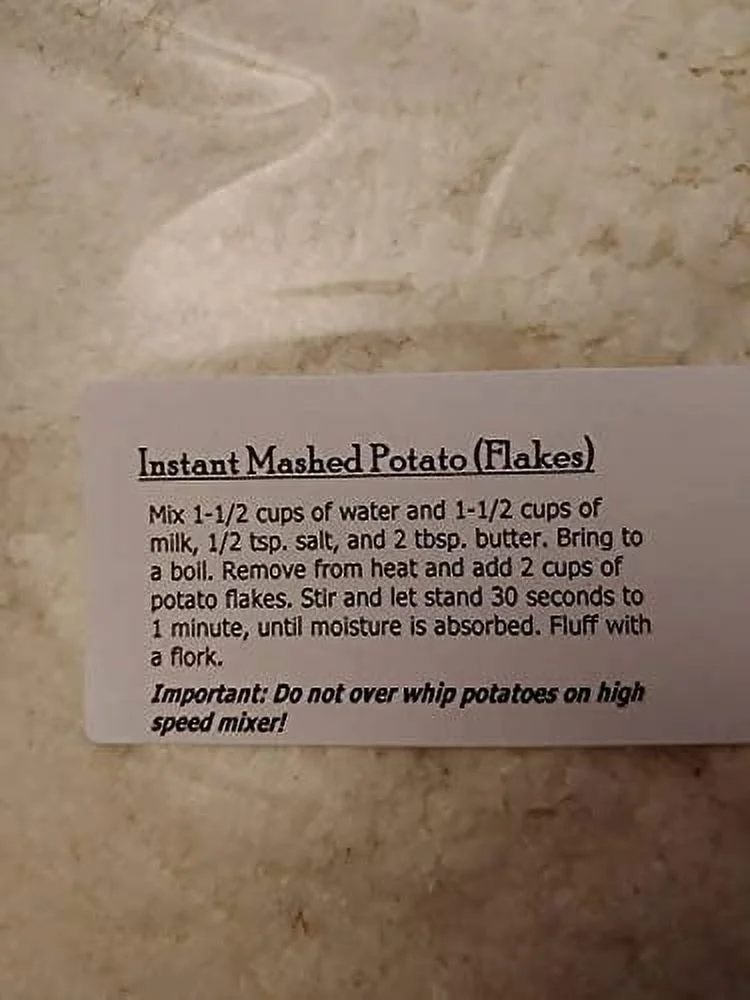 Instant Mashed Potato (Flakes)
Mix 1-1/2 cups of water and 1-1/2 cups of
milk, 1/2 tsp. salt, and 2 tbsp. butter. Bring to
a boil. Remove from heat and add 2 cups of
potato flakes. Stir and let stand 30 seconds to
1 minute, until moisture is absorbed. Fluff with
a flork.
Important: Do not over whip potatoes on high
speed mixer!